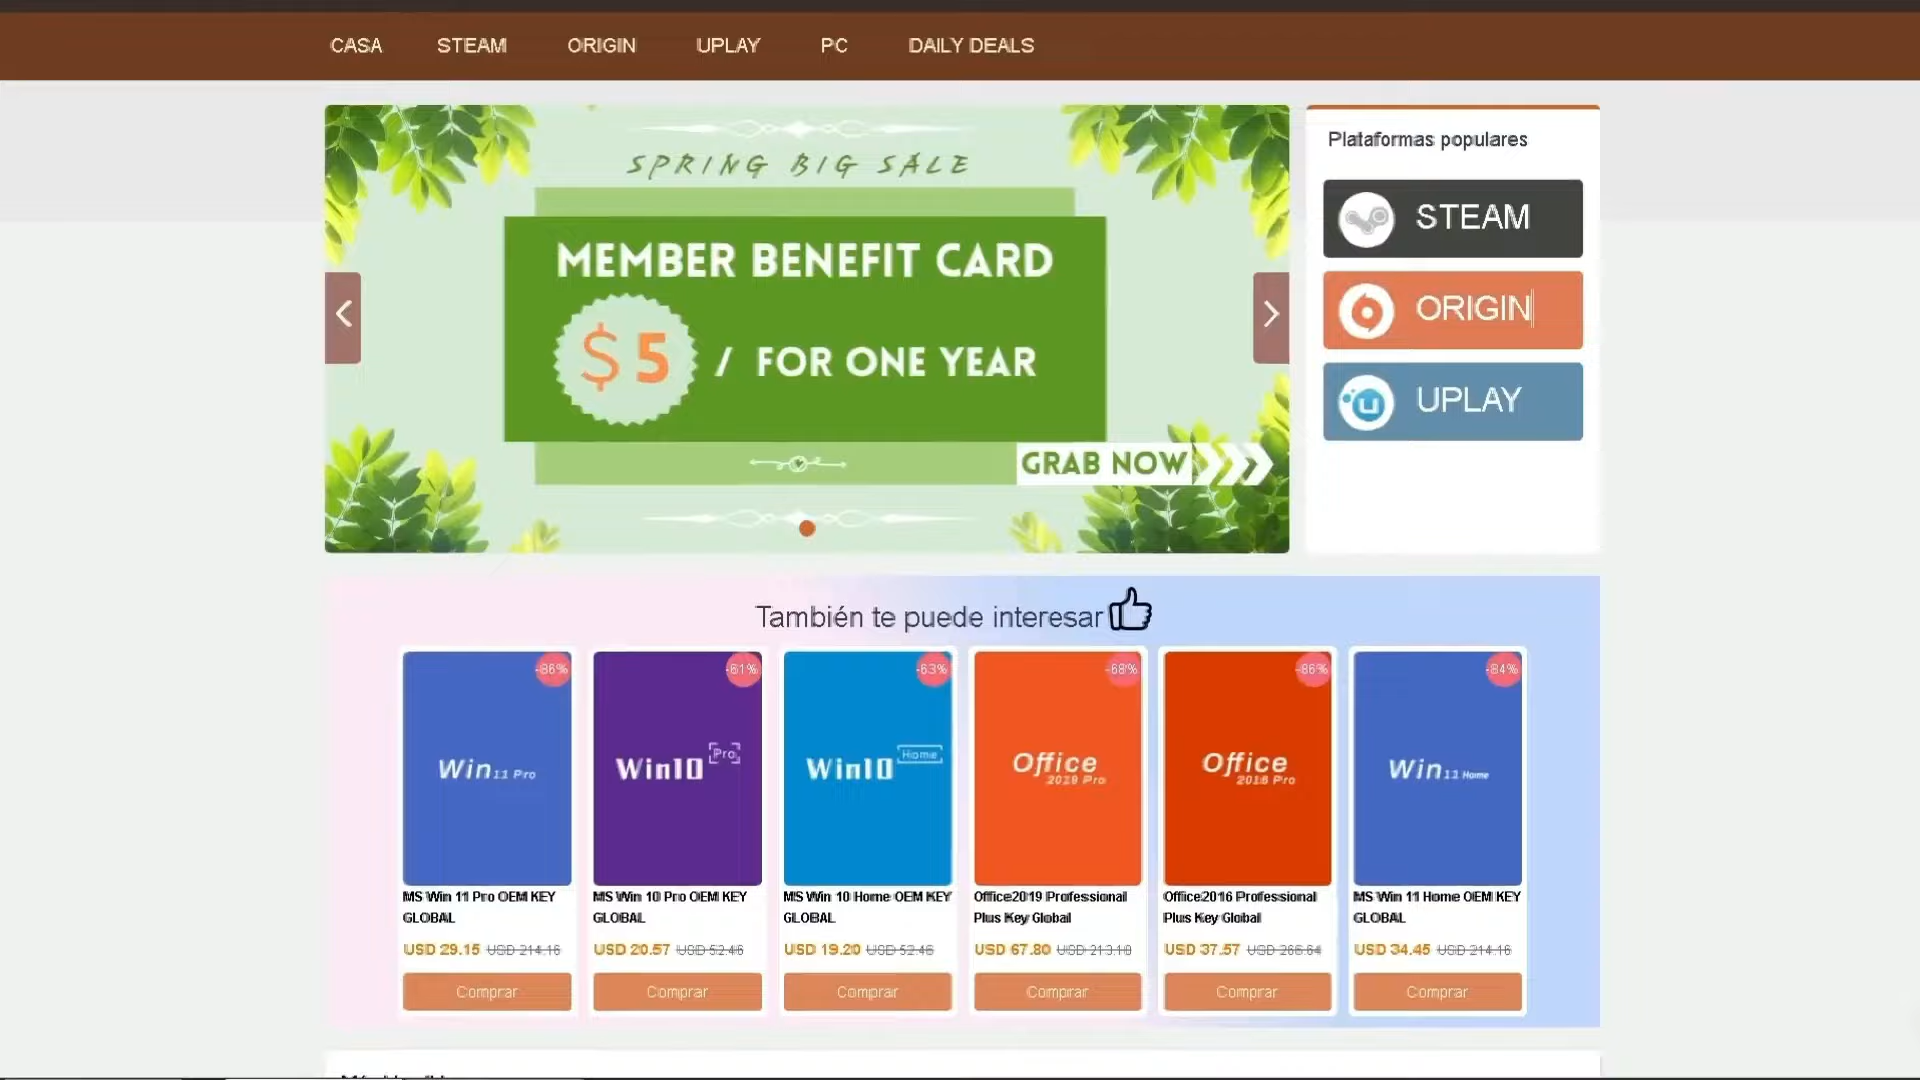 CASA STEAM ORIGIN UPLAY PC DAILY DEALS
SPRING BIG SALE
MEMBER BENEFIT CARD
$5 / FOR ONE YEAR
GRAB NOW
Plataformas populares
STEAM
ORIGIN
UPLAY
También te puede interesar
-86% -61% -63% -68% -86% -84%
Win 11 Pro
Win10 Pro
Win10 Home
Office
2019 Pro
Office
2016 Pro
Win 11 Home
MS Win 11 Pro OEM KEY
GLOBAL
USD 29.15 USD 214.16
Comprar
MS Win 10 Pro OEM KEY
GLOBAL
USD 20.57 USD 52.46
Comprar
MS Win 10 Home OEM KEY
GLOBAL
USD 19.20 USD 52.46
Comprar
Office2019 Professional
Plus Key Global
USD 67.80 USD 213.10
Comprar
Office2016 Professional
Plus Key Global
USD 37.57 USD 266.64
Comprar
MS Win 11 Home OEM KEY
GLOBAL
USD 34.45 USD 214.16
Comprar